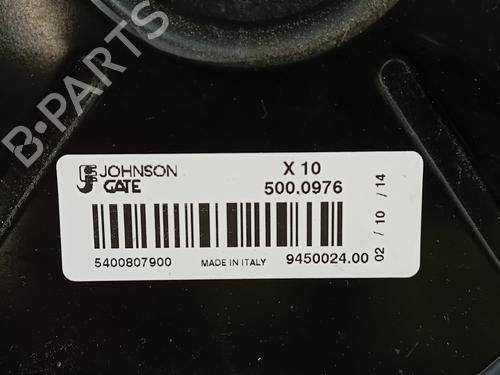 B-PARTS
JOHNSON
GATE
X 10
500.0976
5400807900
MADE IN ITALY
9450024.00
02 / 10 / 14